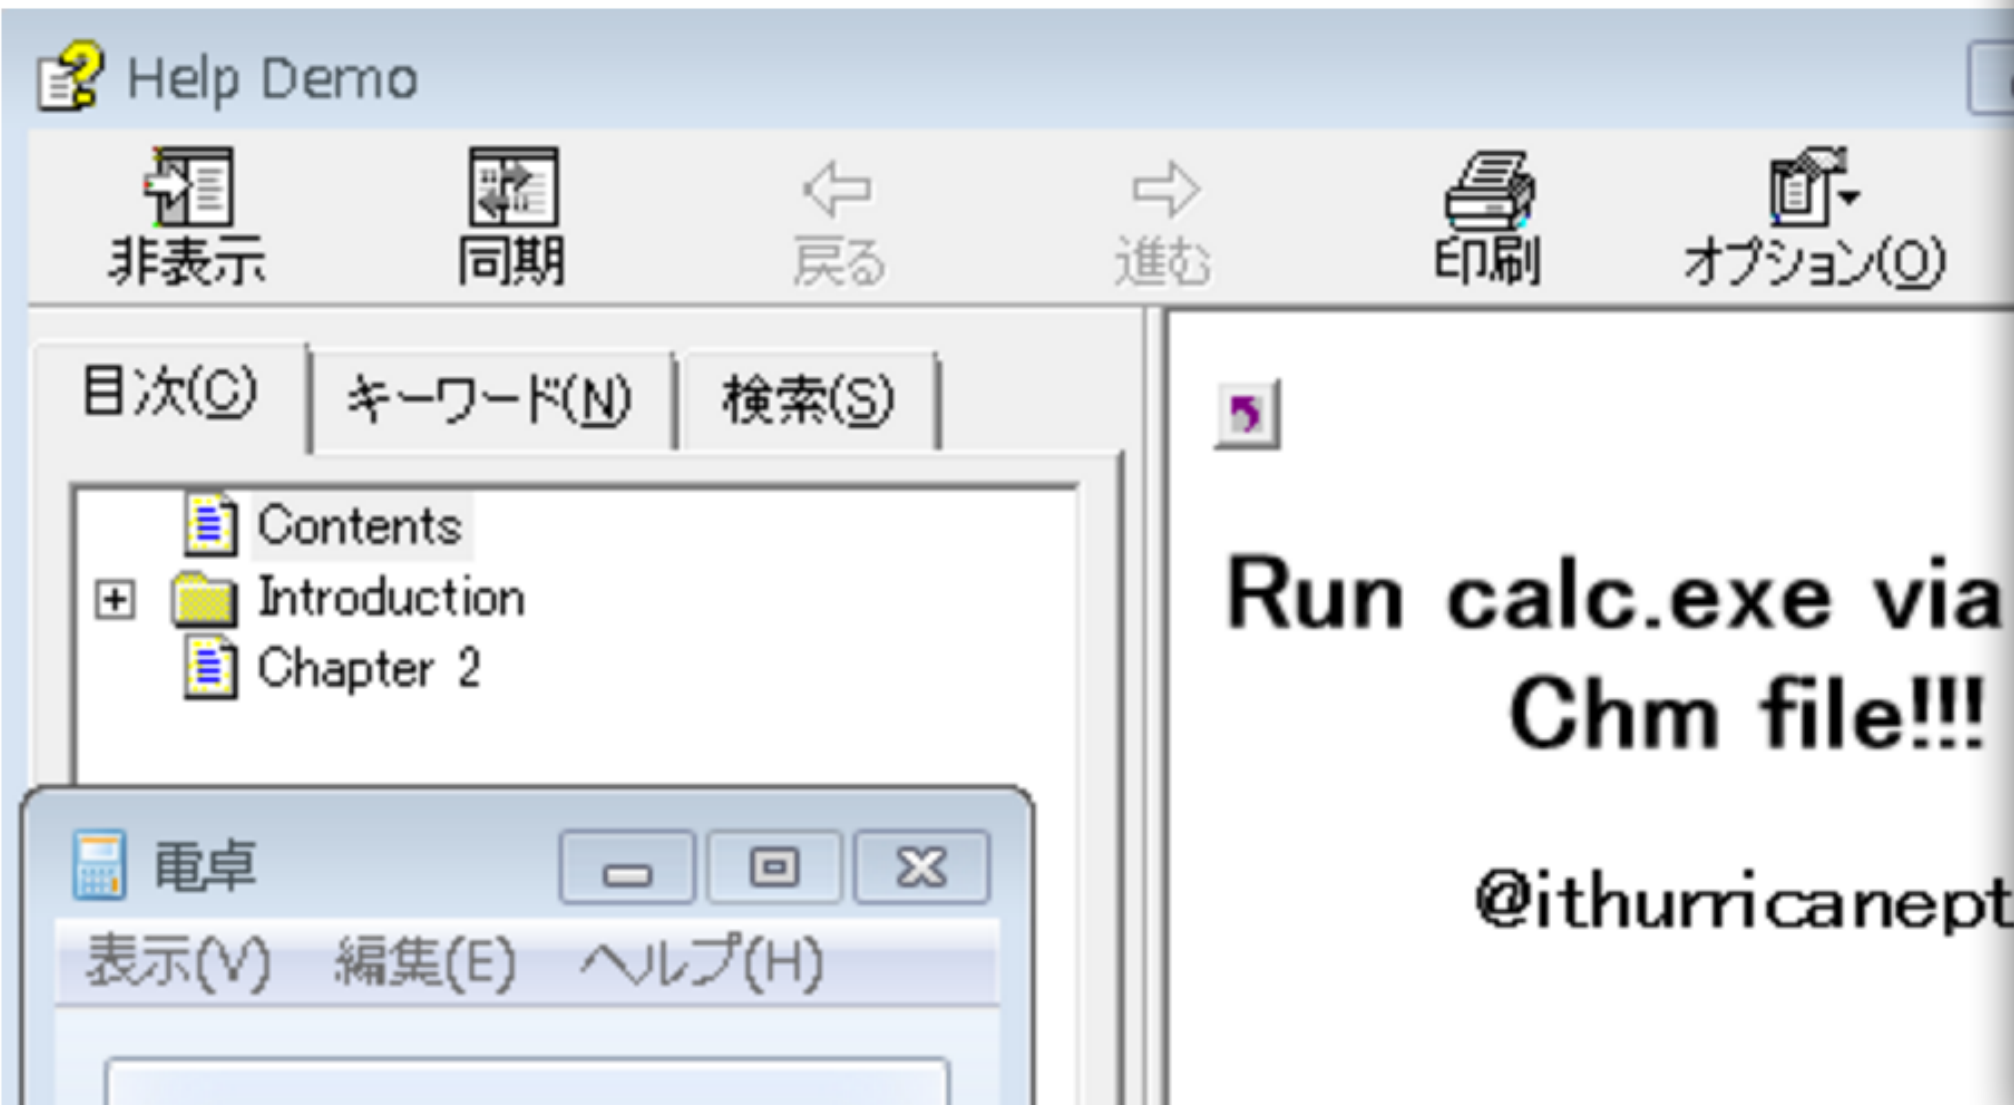 Help Demo
非表示 同期 戻る 進む 印刷 オプション(O)
目次(C) キーワード(N) 検索(S)
Contents
Introduction
Chapter 2
Run calc.exe via
Chm file!!!
@ithurricanept
電卓
表示(V) 編集(E) ヘルプ(H)